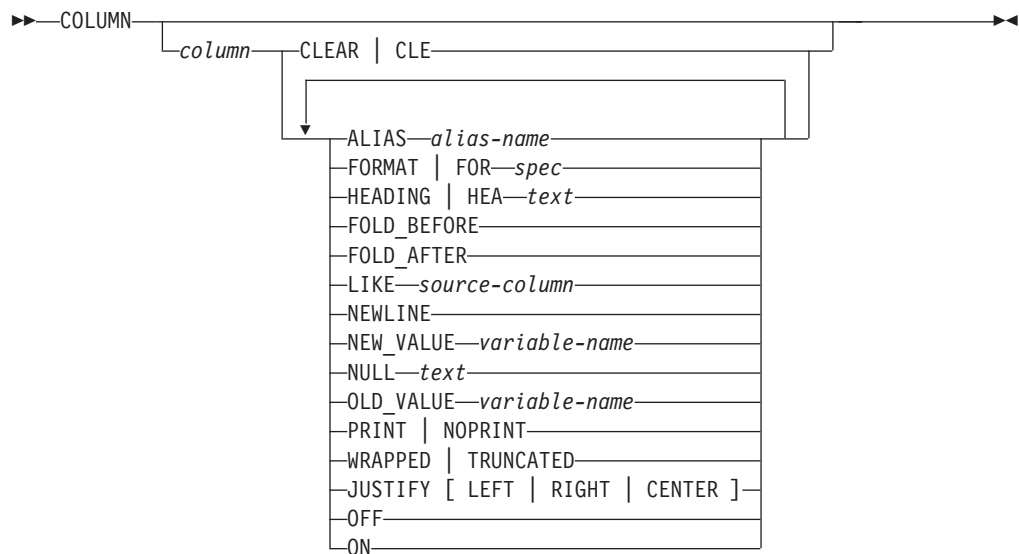 COLUMN
column CLEAR | CLE
ALIAS alias-name
FORMAT | FOR spec
HEADING | HEA text
FOLD_BEFORE
FOLD_AFTER
LIKE source-column
NEWLINE
NEW_VALUE variable-name
NULL text
OLD_VALUE variable-name
PRINT | NOPRINT
WRAPPED | TRUNCATED
JUSTIFY [ LEFT | RIGHT | CENTER ]
OFF
ON